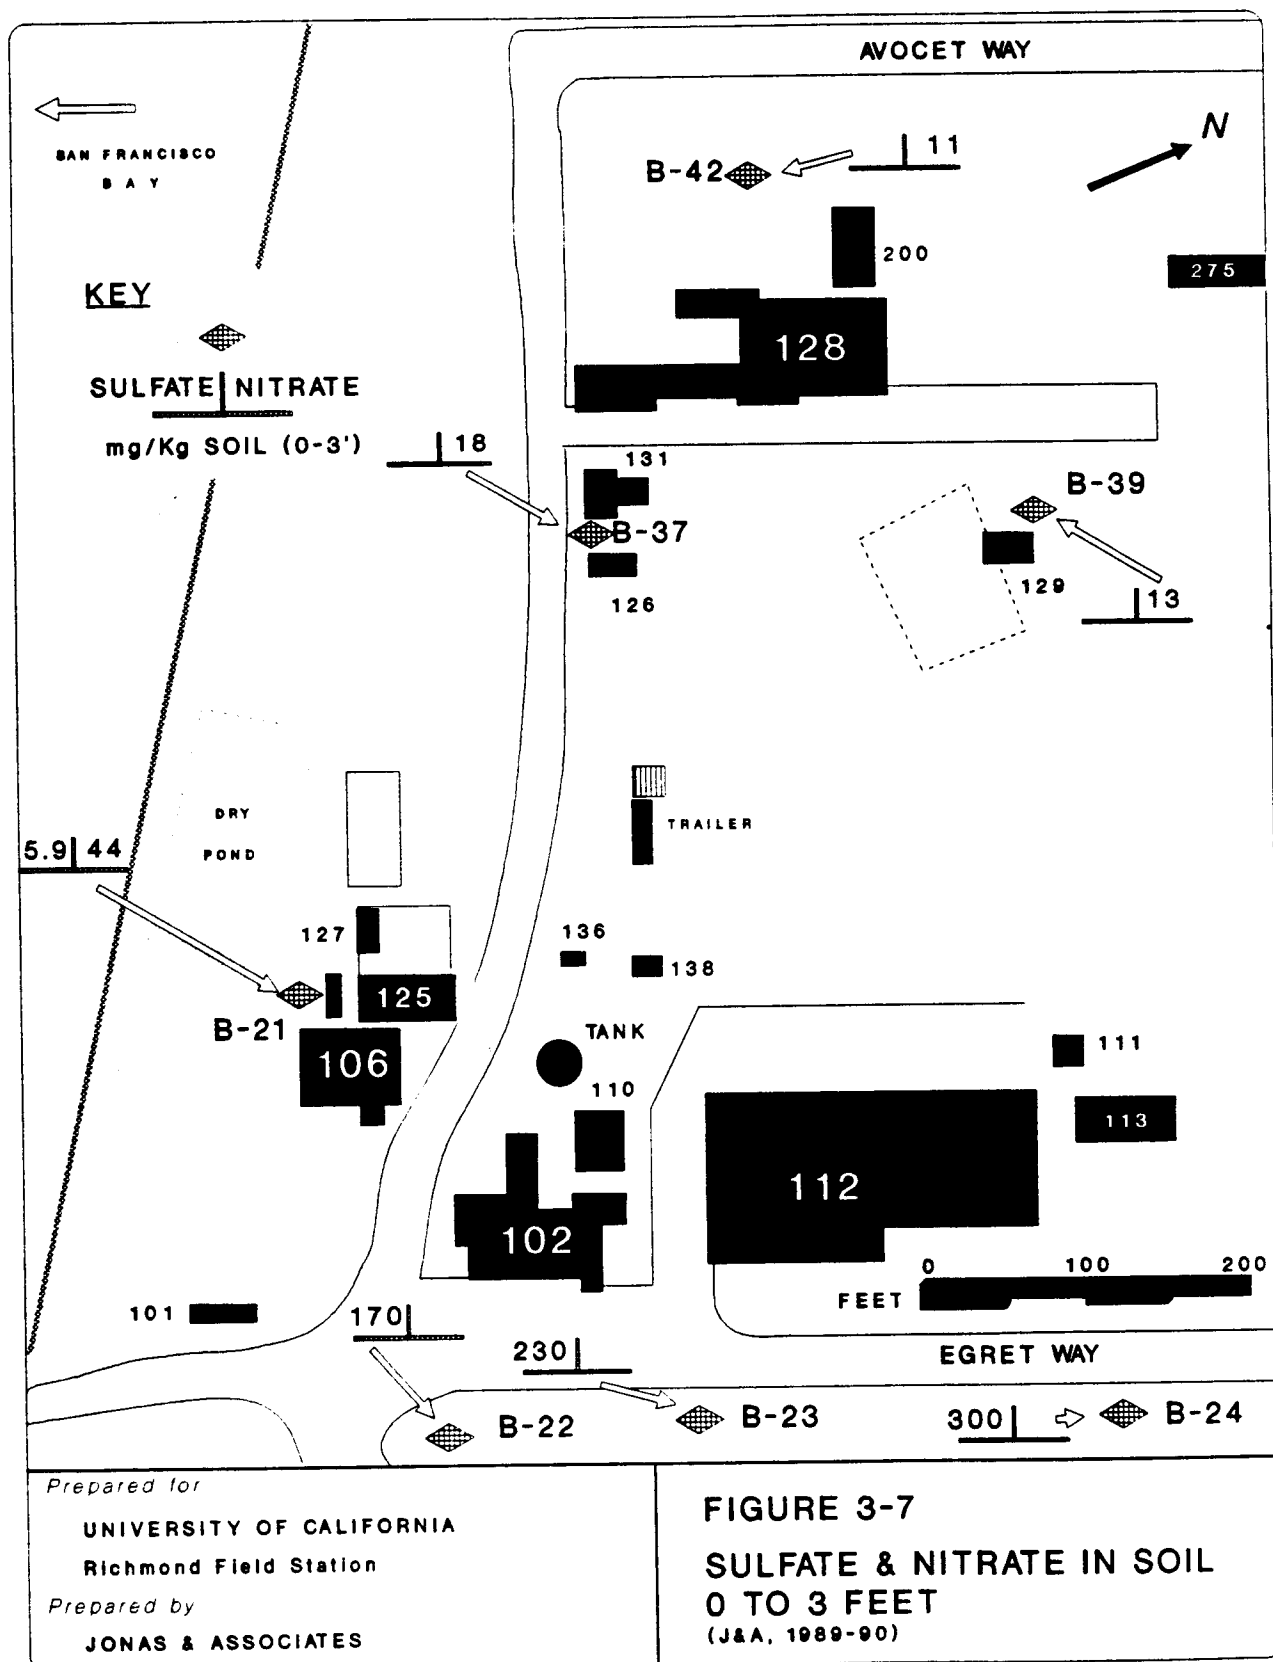 AVOCET WAY
SAN FRANCISCO
BAY
N
B-42
11
200
275
KEY
128
SULFATE NITRATE
mg/Kg SOIL (0-3')
18
131
B-37
126
B-39
129
13
DRY
POND
TRAILER
5.9 44
127
136
138
125
B-21
106
TANK
110
111
113
112
102
0 100 200
FEET
101
170
230
EGRET WAY
B-22
B-23
300
B-24
Prepared for
UNIVERSITY OF CALIFORNIA
Richmond Field Station
Prepared by
JONAS & ASSOCIATES
FIGURE 3-7
SULFATE & NITRATE IN SOIL
0 TO 3 FEET
(J&A, 1989-90)